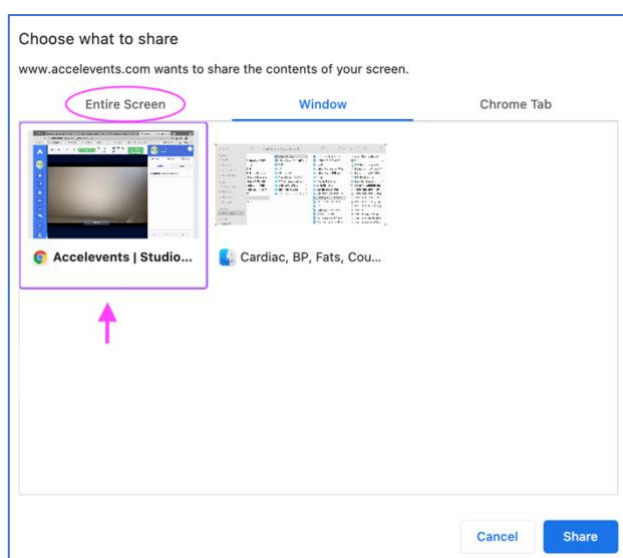 Choose what to share
www.accelevents.com wants to share the contents of your screen.
Entire Screen Window Chrome Tab
Accelevents | Studio... Cardiac, BP, Fats, Cou...
Cancel Share